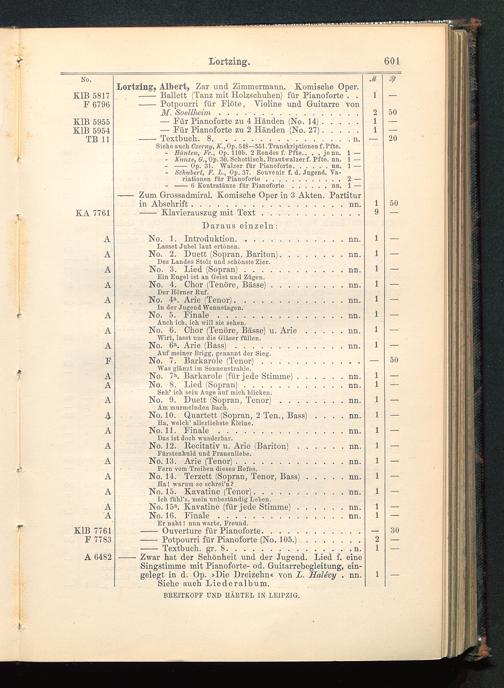 Lortzing. 601
No. ℳ ₰
Lortzing, Albert, Zar und Zimmermann. Komische Oper.
KlB 5817 — Ballett (Tanz mit Holzschuhen) für Pianoforte . . 1 —
F 6796 — Potpourri für Flöte, Violine und Guitarre von
M. Soellheim . . . 2 50
KlB 5955 — Für Pianoforte zu 4 Händen (No. 14) . . . 1 —
KlB 5954 — Für Pianoforte zu 2 Händen (No. 27) . . . 1 —
TB 11 — Textbuch. 8. . . . n. — 20
Siehe auch Czerny, K., Op. 548—551. Transkriptionen f. Pfte.
- Hünten, Fr., Op. 110b. 2 Rondos f. Pfte. . . . je nn. 1 —
- Kunze, G., Op. 30. Schottisch. Brautwalzer f. Pfte. nn. 1 —
- — Op. 31. Walzer für Pianoforte . . . nn. 1 —
- Schubert, F. L., Op. 37. Souvenir f. d. Jugend. Va-
riationen für Pianoforte . . . 2 —
- — 6 Kontratänze für Pianoforte . . . nn. 1 —
— Zum Grossadmiral. Komische Oper in 3 Akten. Partitur
in Abschrift . . . nn. 1 50
KA 7761 — Klavierauszug mit Text . . . 9 —
Daraus einzeln:
A No. 1. Introduktion. . . . nn. 1 —
Lasset Jubel laut ertönen.
A No. 2. Duett (Sopran, Bariton) . . . nn. 1 —
Des Landes Stolz und schönste Zier.
A No. 3. Lied (Sopran) . . . nn. 1 —
Ein Engel ist an Geist und Zügen.
A No. 4. Chor (Tenöre, Bässe) . . . nn. 1 —
Der Hörner Ruf.
A No. 4a. Arie (Tenor) . . . nn. 1 —
In der Jugend Wonnetagen.
A No. 5. Finale . . . nn. 1 —
Auch ich, ich will sie sehen.
A No. 6. Chor (Tenöre, Bässe) u. Arie . . . nn. 1 —
Wirt, lasst uns die Gläser füllen.
A No. 6a. Arie (Bass) . . . nn. 1 —
Auf meiner Brigg, genannt der Sieg.
F No. 7. Barkarole (Tenor) . . . — 50
Was glänzt im Sonnenstrahle.
A No. 7a. Barkarole (für jede Stimme) . . . nn. 1 —
A No. 8. Lied (Sopran) . . . nn. 1 —
Seh' ich sein Auge auf mich blicken.
A No. 9. Duett (Sopran, Tenor) . . . nn. 1 —
Am murmelnden Bach.
A No. 10. Quartett (Sopran, 2 Ten., Bass) . . . nn. 1 —
Ha, welch' allerliebste Kleine.
A No. 11. Finale . . . nn. 1 —
Das ist doch wunderbar.
A No. 12. Recitativ u. Arie (Bariton) . . . nn. 1 —
Fürstenhuld und Frauenliebe.
A No. 13. Arie (Tenor) . . . nn. 1 —
Fern vom Treiben dieses Hofes.
A No. 14. Terzett (Sopran, Tenor, Bass) . . . nn. 1 —
Ha! warum so schrei'n?
A No. 15. Kavatine (Tenor) . . . nn. 1 —
Ich fühl's, mein unbeständig Leben.
A No. 15a. Kavatine (für jede Stimme) . . . nn. 1 —
A No. 16. Finale . . . nn. 1 —
Er naht! nun warte, Freund.
KlB 7761 — Ouverture für Pianoforte . . . — 30
F 7783 — Potpourri für Pianoforte (No. 105.) . . . 2 —
— Textbuch. gr. 8. . . . n. 1 —
A 6482 — Zwar hat der Schönheit und der Jugend. Lied f. eine
Singstimme mit Pianoforte- od. Guitarrebegleitung, ein-
gelegt in d. Op. »Die Dreizehn« von L. Halévy . nn. 1 —
Siehe auch Liederalbum.
BREITKOPF UND HÄRTEL IN LEIPZIG.